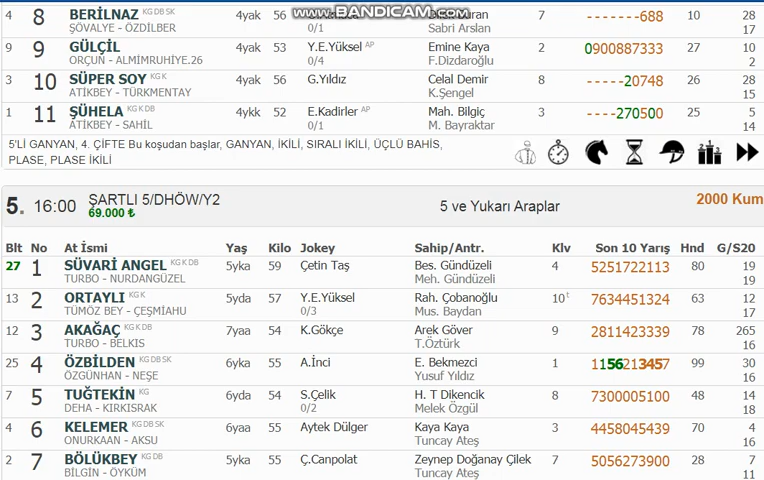 www.BANDICAM.com
4 8 BERİLNAZ KG DB SK 4yak 56 7 ------688 10 28
ŞÖVALYE - ÖZDİLBER 0/1 Sabri Arslan 17
9 9 GÜLÇİL 4yak 53 Y.E.Yüksel AP Emine Kaya 2 0900887333 27 10
ORÇUN - ALMİMRUHİYE.26 0/4 F.Dizdaroğlu 2
3 10 SÜPER SOY KG K 4yak 56 G.Yıldız Celal Demir 8 -----20748 26 28
ATİKBEY - TÜRKMENTAY K.Şengel 15
1 11 ŞÜHELA KG K DB 4ykk 52 E.Kadirler AP Mah. Bilgiç 3 ----270500 25 5
ATİKBEY - SAHİL 0/1 M. Bayraktar 14
5'Lİ GANYAN, 4. ÇİFTE Bu koşudan başlar, GANYAN, İKİLİ, SIRALI İKİLİ, ÜÇLÜ BAHİS,
PLASE, PLASE İKİLİ
5. 16:00 ŞARTLI 5/DHÖW/Y2 5 ve Yukarı Araplar 2000 Kum
69.000 ₺
Blt No At İsmi Yaş Kilo Jokey Sahip/Antr. Klv Son 10 Yarış Hnd G/S20
27 1 SÜVARİ ANGEL KG K DB 5yka 59 Çetin Taş Bes. Gündüzeli 4 5251722113 80 19
TURBO - NURDANGÜZEL Meh. Gündüzeli 19
13 2 ORTAYLI KG K 5yda 57 Y.E.Yüksel Rah. Çobanoğlu 10 t 7634451324 63 12
TÜMÖZ BEY - ÇEŞMİAHU 0/3 Mus. Baydan 17
12 3 AKAĞAÇ KG K DB 7yaa 54 K.Gökçe Arek Göver 9 2811423339 78 265
TURBO - BELKIS T.Öztürk 16
25 4 ÖZBİLDEN KG DB SK 6yka 55 A.İnci E. Bekmezci 1 1156213457 99 30
ÖZGÜNHAN - NEŞE Yusuf Yıldız 16
7 5 TUĞTEKİN KG 6yda 54 S.Çelik H. T Dikencik 8 7300005100 48 14
DEHA - KIRKISRAK 0/2 Melek Özgül 18
4 6 KELEMER KG DB SK 6yaa 55 Aytek Dülger Kaya Kaya 3 4458045439 70 4
ONURKAAN - AKSU Tuncay Ateş 16
2 7 BÖLÜKBEY KG DB 5yka 55 Ç.Canpolat Zeynep Doğanay Çilek 7 5056273900 28 7
BİLGİN - ÖYKÜM Tuncay Ateş 11